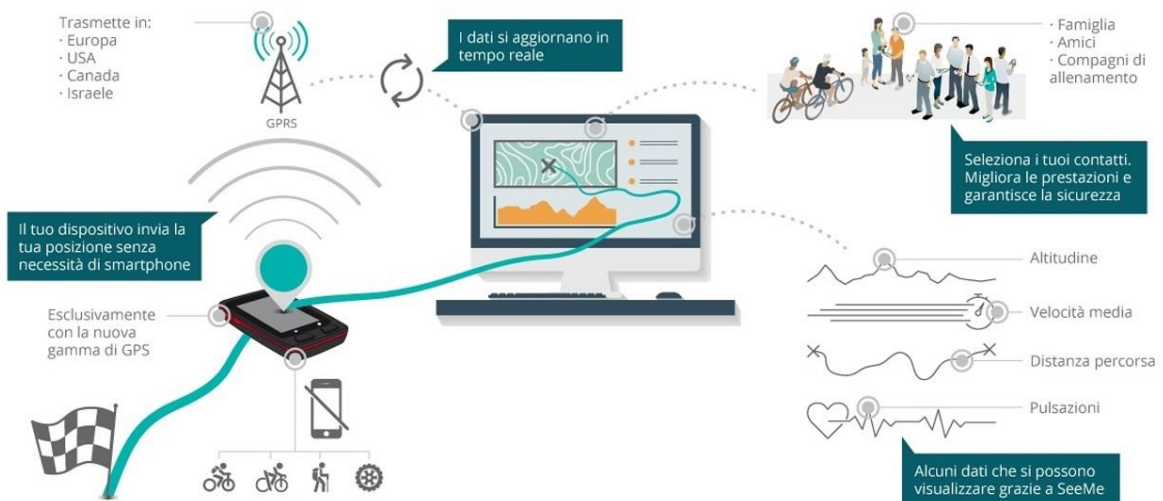 Trasmette in:
· Europa
· USA
· Canada
· Israele
GPRS
I dati si aggiornano in
tempo reale
· Famiglia
· Amici
· Compagni di
allenamento
Seleziona i tuoi contatti.
Migliora le prestazioni e
garantisce la sicurezza
Il tuo dispositivo invia la
tua posizione senza
necessità di smartphone
Esclusivamente
con la nuova
gamma di GPS
Altitudine
Velocità media
Distanza percorsa
Pulsazioni
Alcuni dati che si possono
visualizzare grazie a SeeMe